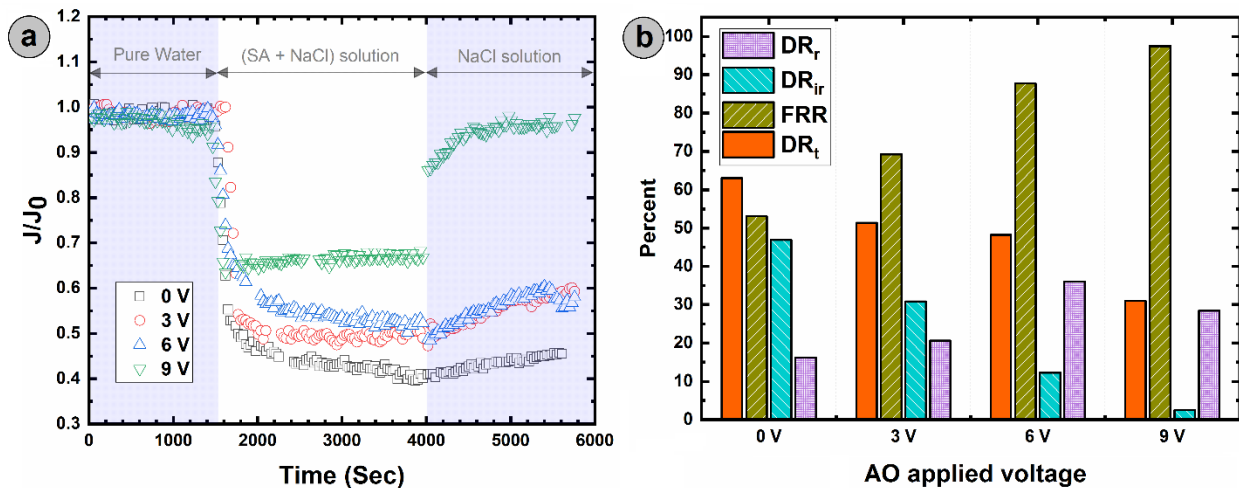 a
Pure Water
(SA + NaCl) solution
NaCl solution
1.2
1.1
1.0
0.9
0.8
0.7
0.6
0.5
0.4
0.3
J/J0
0 V
3 V
6 V
9 V
0
1000
2000
3000
4000
5000
6000
Time (Sec)
b
100
90
80
70
60
50
40
30
20
10
0
Percent
DRr
DRir
FRR
DRt
0 V
3 V
6 V
9 V
AO applied voltage